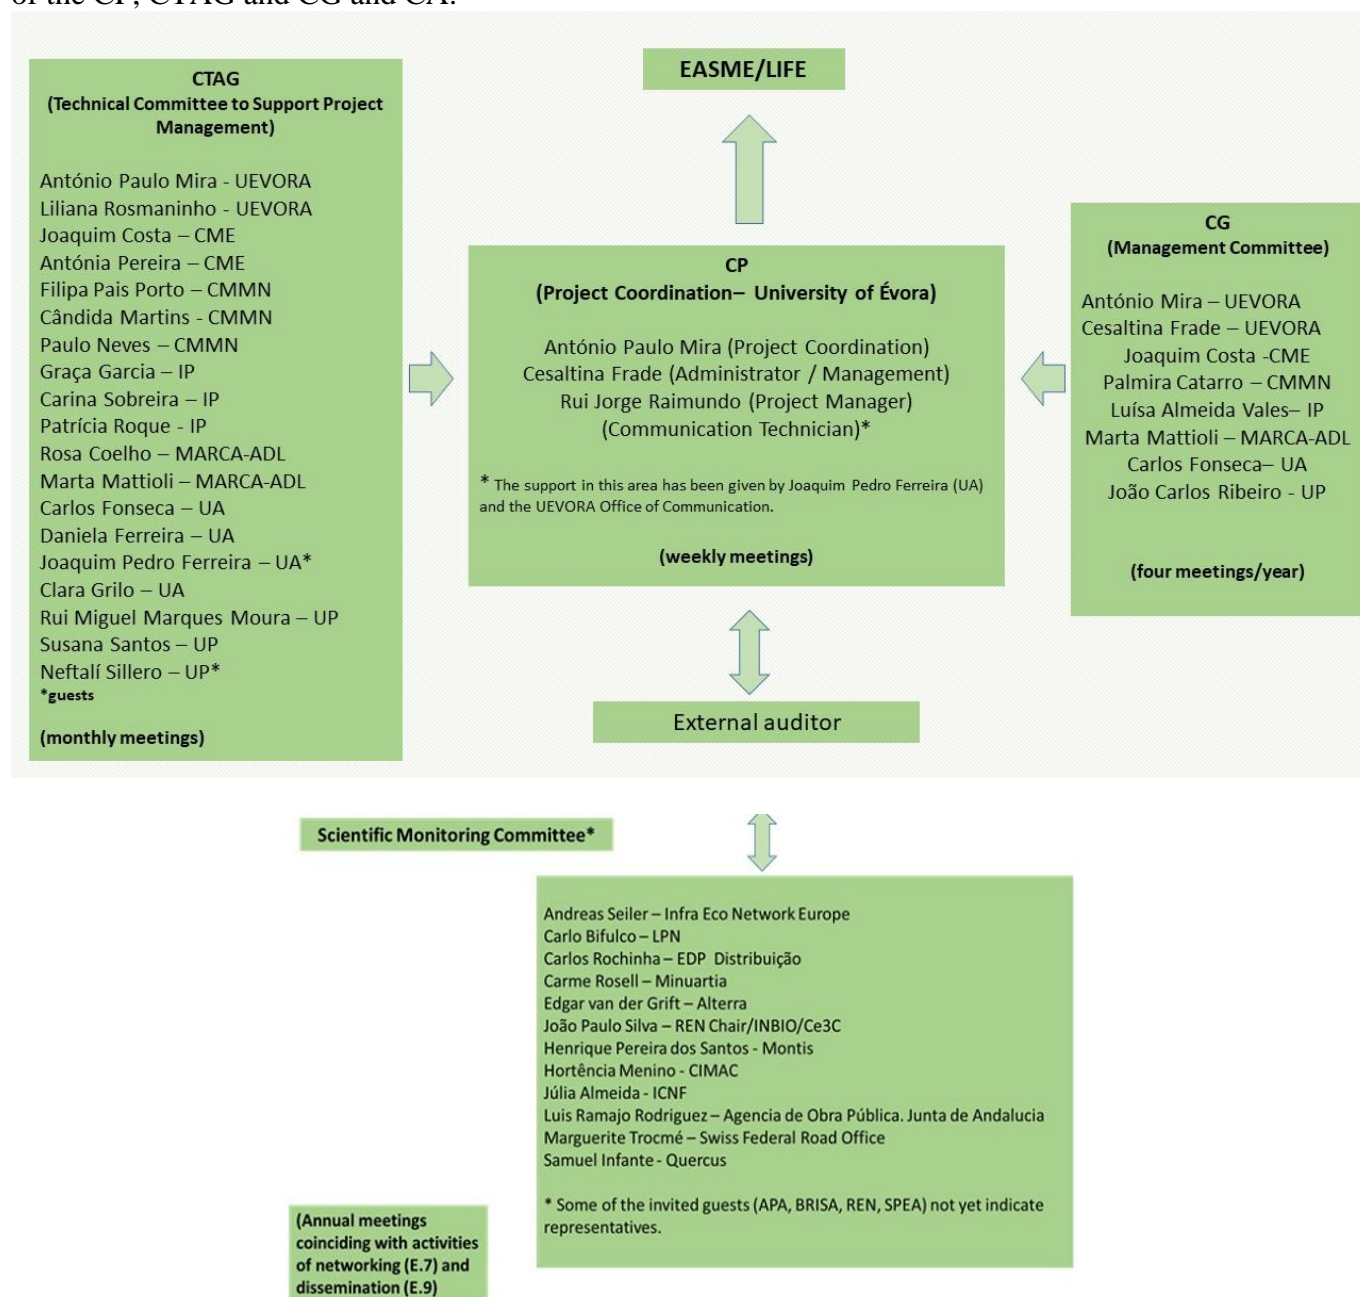 of the CP, CTAG and CG and CA.
CTAG
(Technical Committee to Support Project
Management)
António Paulo Mira - UEVORA
Liliana Rosmaninho - UEVORA
Joaquim Costa – CME
Antónia Pereira – CME
Filipa Pais Porto – CMMN
Cândida Martins - CMMN
Paulo Neves – CMMN
Graça Garcia – IP
Carina Sobreira – IP
Patrícia Roque - IP
Rosa Coelho – MARCA-ADL
Marta Mattioli – MARCA-ADL
Carlos Fonseca – UA
Daniela Ferreira – UA
Joaquim Pedro Ferreira – UA*
Clara Grilo – UA
Rui Miguel Marques Moura – UP
Susana Santos – UP
Neftalí Sillero – UP*
*guests
(monthly meetings)
EASME/LIFE
CP
(Project Coordination– University of Évora)
António Paulo Mira (Project Coordination)
Cesaltina Frade (Administrator / Management)
Rui Jorge Raimundo (Project Manager)
(Communication Technician)*
* The support in this area has been given by Joaquim Pedro Ferreira (UA)
and the UEVORA Office of Communication.
(weekly meetings)
CG
(Management Committee)
António Mira – UEVORA
Cesaltina Frade – UEVORA
Joaquim Costa -CME
Palmira Catarro – CMMN
Luísa Almeida Vales– IP
Marta Mattioli – MARCA-ADL
Carlos Fonseca– UA
João Carlos Ribeiro - UP
(four meetings/year)
External auditor
Scientific Monitoring Committee*
Andreas Seiler – Infra Eco Network Europe
Carlo Bifulco – LPN
Carlos Rochinha – EDP Distribuição
Carme Rosell – Minuartia
Edgar van der Grift – Alterra
João Paulo Silva – REN Chair/INBIO/Ce3C
Henrique Pereira dos Santos - Montis
Hortência Menino - CIMAC
Júlia Almeida - ICNF
Luis Ramajo Rodriguez – Agencia de Obra Pública. Junta de Andalucia
Marguerite Trocmé – Swiss Federal Road Office
Samuel Infante - Quercus
* Some of the invited guests (APA, BRISA, REN, SPEA) not yet indicate
representatives.
(Annual meetings
coinciding with activities
of networking (E.7) and
dissemination (E.9)